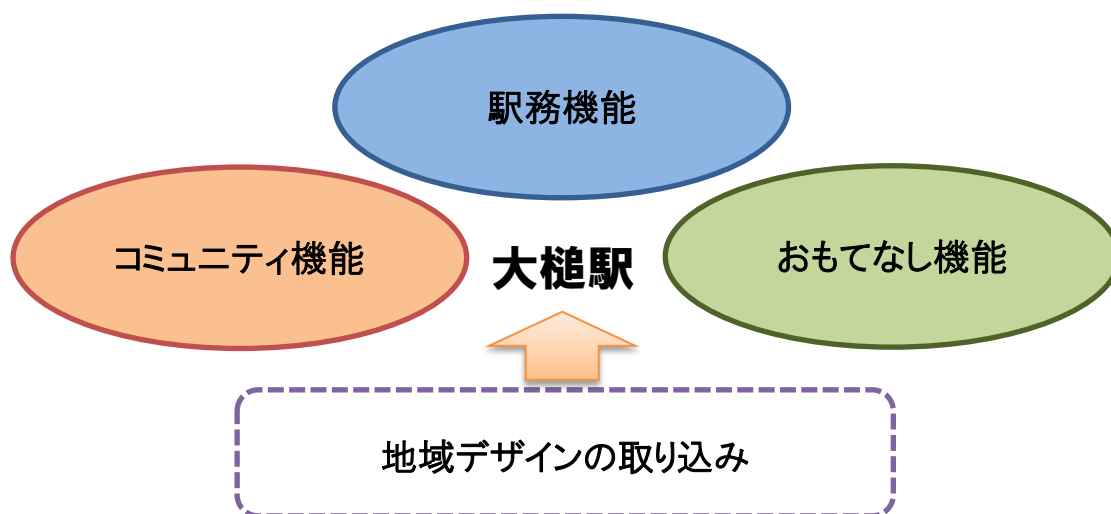 駅務機能
コミュニティ機能
大槌駅
おもてなし機能
地域デザインの取り込み